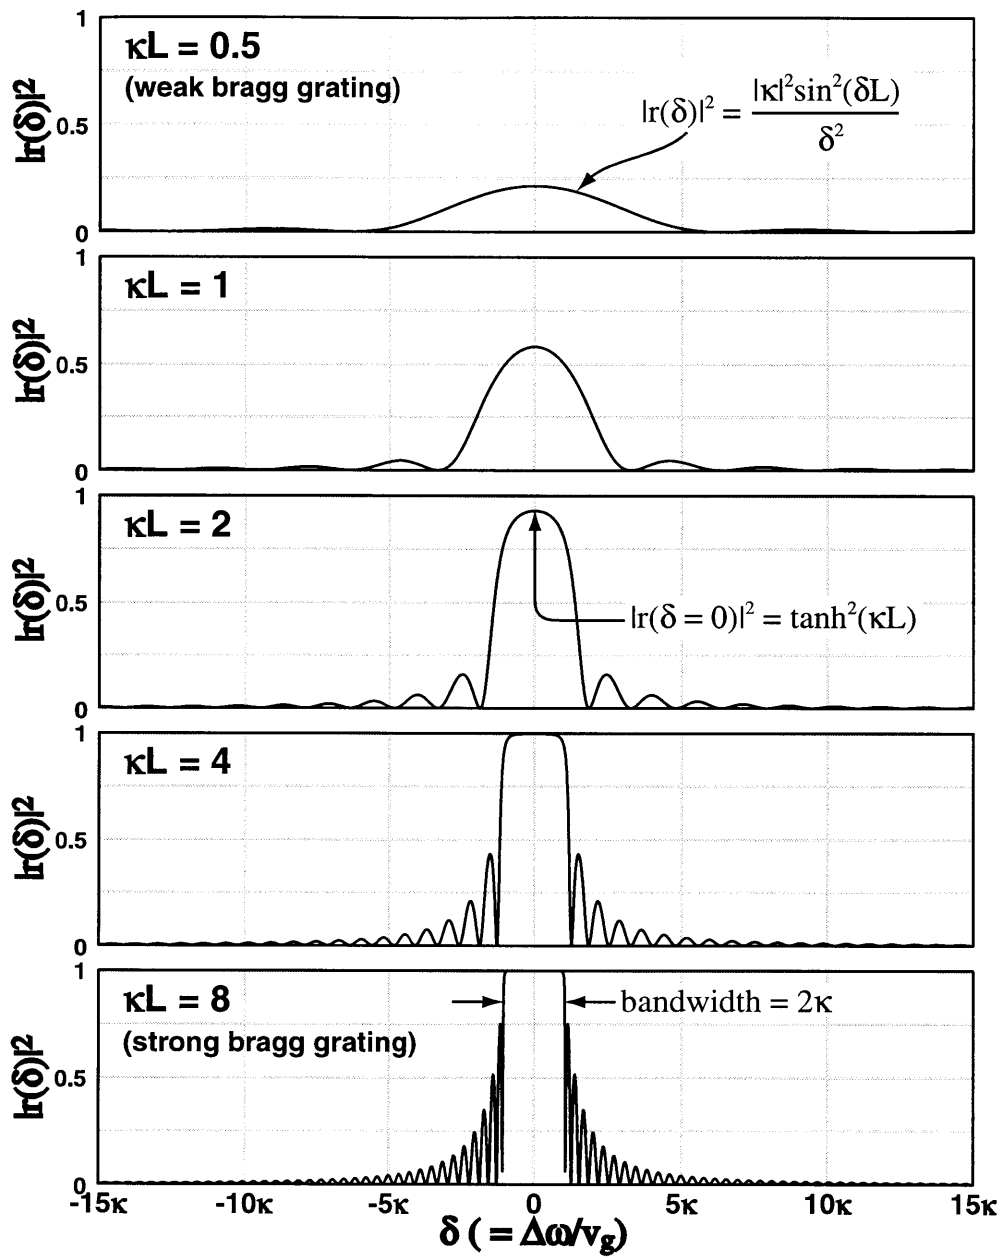 1
κL = 0.5
(weak bragg grating)
|r(δ)|² = |κ|²sin²(δL) / δ²
|r(δ)|²
0.5
0
1
κL = 1
|r(δ)|²
0.5
0
1
κL = 2
|r(δ)|²
0.5
|r(δ = 0)|² = tanh²(κL)
0
1
κL = 4
|r(δ)|²
0.5
0
1
κL = 8
bandwidth = 2κ
(strong bragg grating)
|r(δ)|²
0.5
0
-15κ -10κ -5κ 0 5κ 10κ 15κ
δ ( = Δω/v_g)